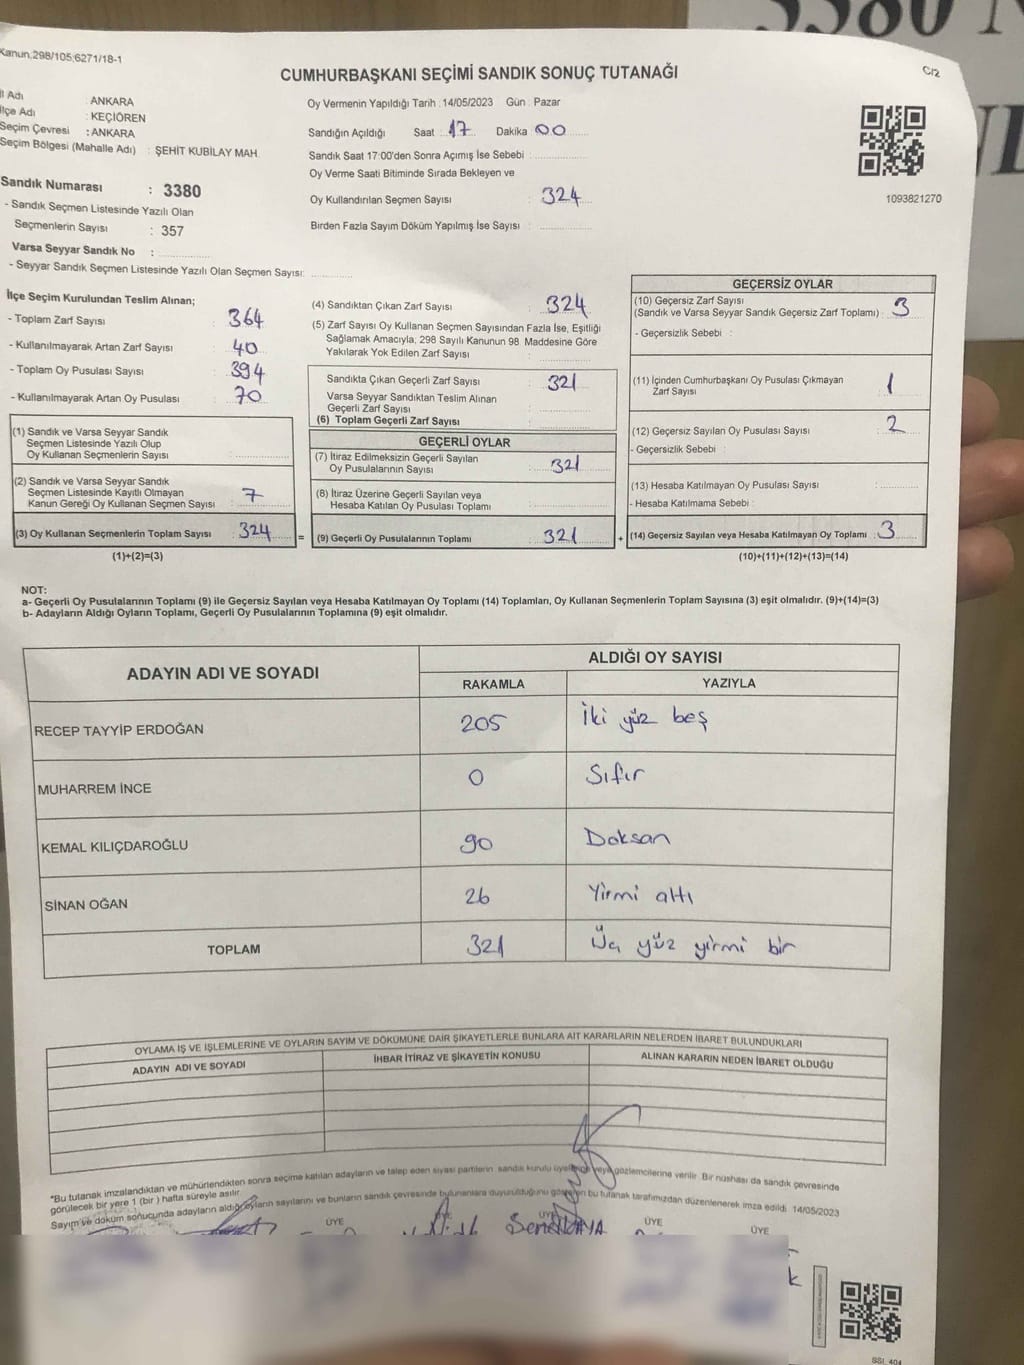 Kanun;298/105;6271/18-1
C/2
CUMHURBAŞKANI SEÇİMİ SANDIK SONUÇ TUTANAĞI
İl Adı : ANKARA
İlçe Adı : KEÇİÖREN
Seçim Çevresi : ANKARA
Seçim Bölgesi (Mahalle Adı) : ŞEHİT KUBİLAY MAH.
Sandık Numarası : 3380
- Sandık Seçmen Listesinde Yazılı Olan
Seçmenlerin Sayısı : 357
Varsa Seyyar Sandık No :
- Seyyar Sandık Seçmen Listesinde Yazılı Olan Seçmen Sayısı:
Oy Vermenin Yapıldığı Tarih : 14/05/2023 Gün : Pazar
Sandığın Açıldığı Saat 17 Dakika 00
Sandık Saat 17:00'den Sonra Açımış İse Sebebi :
Oy Verme Saati Bitiminde Sırada Bekleyen ve
Oy Kullandırılan Seçmen Sayısı : 324
Birden Fazla Sayım Döküm Yapılmış İse Sayısı :
1093821270
İlçe Seçim Kurulundan Teslim Alınan;
- Toplam Zarf Sayısı : 364
- Kullanılmayarak Artan Zarf Sayısı : 40
- Toplam Oy Pusulası Sayısı : 394
- Kullanılmayarak Artan Oy Pusulası : 70
(1) Sandık ve Varsa Seyyar Sandık
Seçmen Listesinde Yazılı Olup
Oy Kullanan Seçmenlerin Sayısı :
(2) Sandık ve Varsa Seyyar Sandık
Seçmen Listesinde Kayıtlı Olmayan
Kanun Gereği Oy Kullanan Seçmen Sayısı : 7
(3) Oy Kullanan Seçmenlerin Toplam Sayısı : 324
(1)+(2)=(3)
(4) Sandıktan Çıkan Zarf Sayısı : 324
(5) Zarf Sayısı Oy Kullanan Seçmen Sayısından Fazla İse, Eşitliği
Sağlamak Amacıyla; 298 Sayılı Kanunun 98. Maddesine Göre
Yakılarak Yok Edilen Zarf Sayısı :
Sandıkta Çıkan Geçerli Zarf Sayısı : 321
Varsa Seyyar Sandıktan Teslim Alınan
Geçerli Zarf Sayısı :
(6) Toplam Geçerli Zarf Sayısı :
GEÇERLİ OYLAR
(7) İtiraz Edilmeksizin Geçerli Sayılan
Oy Pusulalarının Sayısı : 321
(8) İtiraz Üzerine Geçerli Sayılan veya
Hesaba Katılan Oy Pusulası Toplamı :
= (9) Geçerli Oy Pusulalarının Toplamı : 321
GEÇERSİZ OYLAR
(10) Geçersiz Zarf Sayısı
(Sandık ve Varsa Seyyar Sandık Geçersiz Zarf Toplamı) : 3
- Geçersizlik Sebebi :
(11) İçinden Cumhurbaşkanı Oy Pusulası Çıkmayan
Zarf Sayısı : 1
(12) Geçersiz Sayılan Oy Pusulası Sayısı : 2
- Geçersizlik Sebebi :
(13) Hesaba Katılmayan Oy Pusulası Sayısı :
- Hesaba Katılmama Sebebi :
+ (14) Geçersiz Sayılan veya Hesaba Katılmayan Oy Toplamı : 3
(10)+(11)+(12)+(13)=(14)
NOT:
a- Geçerli Oy Pusulalarının Toplamı (9) ile Geçersiz Sayılan veya Hesaba Katılmayan Oy Toplamı (14) Toplamları, Oy Kullanan Seçmenlerin Toplam Sayısına (3) eşit olmalıdır. (9)+(14)=(3)
b- Adayların Aldığı Oyların Toplamı, Geçerli Oy Pusulalarının Toplamına (9) eşit olmalıdır.
ADAYIN ADI VE SOYADI ALDIĞI OY SAYISI
RAKAMLA YAZIYLA
RECEP TAYYİP ERDOĞAN 205 İki yüz beş
MUHARREM İNCE 0 Sıfır
KEMAL KILIÇDAROĞLU 90 Doksan
SİNAN OĞAN 26 Yirmi altı
TOPLAM 321 Üç yüz yirmi bir
OYLAMA İŞ VE İŞLEMLERİNE VE OYLARIN SAYIM VE DÖKÜMÜNE DAİR ŞİKAYETLERLE BUNLARA AİT KARARLARIN NELERDEN İBARET BULUNDUKLARI
ADAYIN ADI VE SOYADI İHBAR İTİRAZ VE ŞİKAYETİN KONUSU ALINAN KARARIN NEDEN İBARET OLDUĞU
*Bu tutanak imzalandıktan ve mühürlendikten sonra seçime katılan adayların ve talep eden siyasi partilerin sandık kurulu veya gözlemcilerine verilir. Bir nüshası da sandık çevresinde
görülecek bir yere 1 (bir) hafta süreyle asılır.
Sayım ve döküm sonucunda adayların aldığı oyların sayılarını ve bunların sandık çevresinde bulunanlara duyurulduğunu gösteren bu tutanak tarafımızdan düzenlenerek imza edildi. 14/05/2023
ÜYE ÜYE ÜYE ÜYE
SSI 404